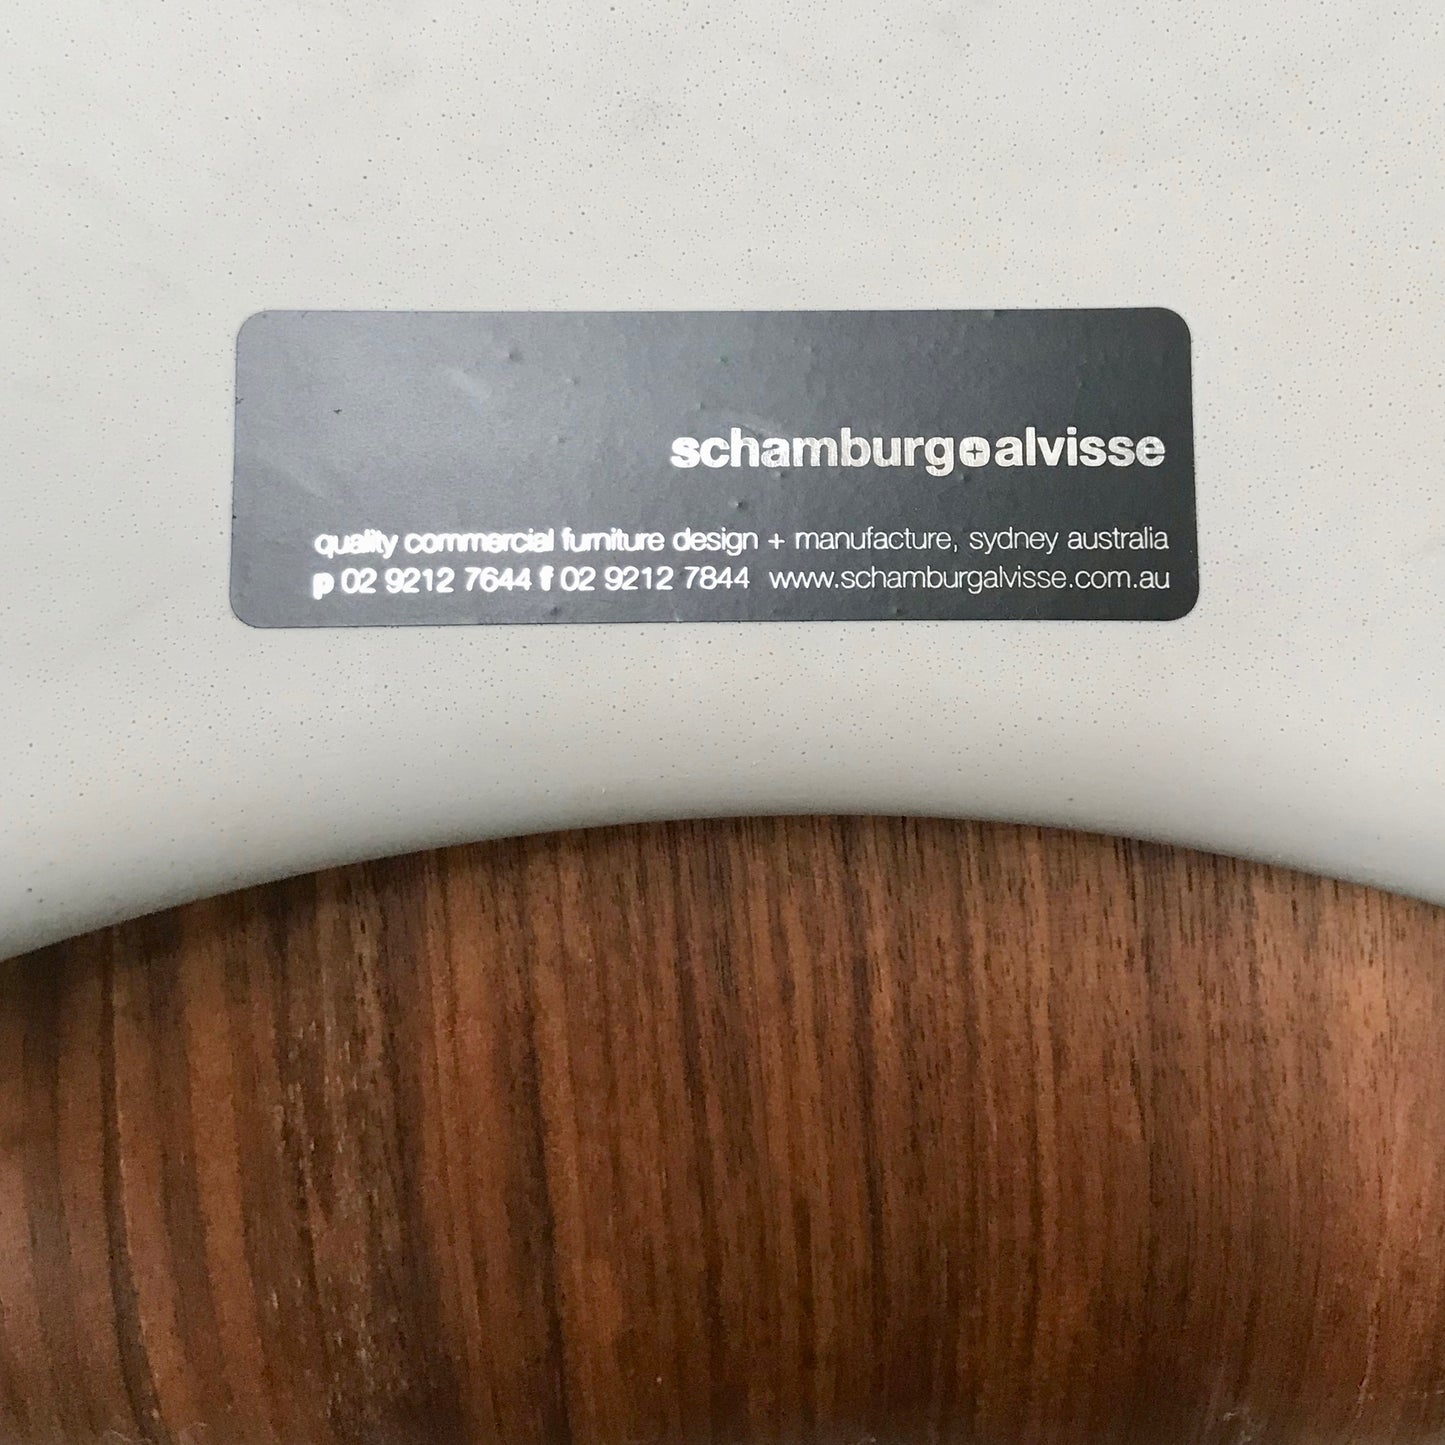 schamburg+alvisse
quality commercial furniture design + manufacture, sydney australia
p 02 9212 7644 f 02 9212 7844 www.schamburgalvisse.com.au